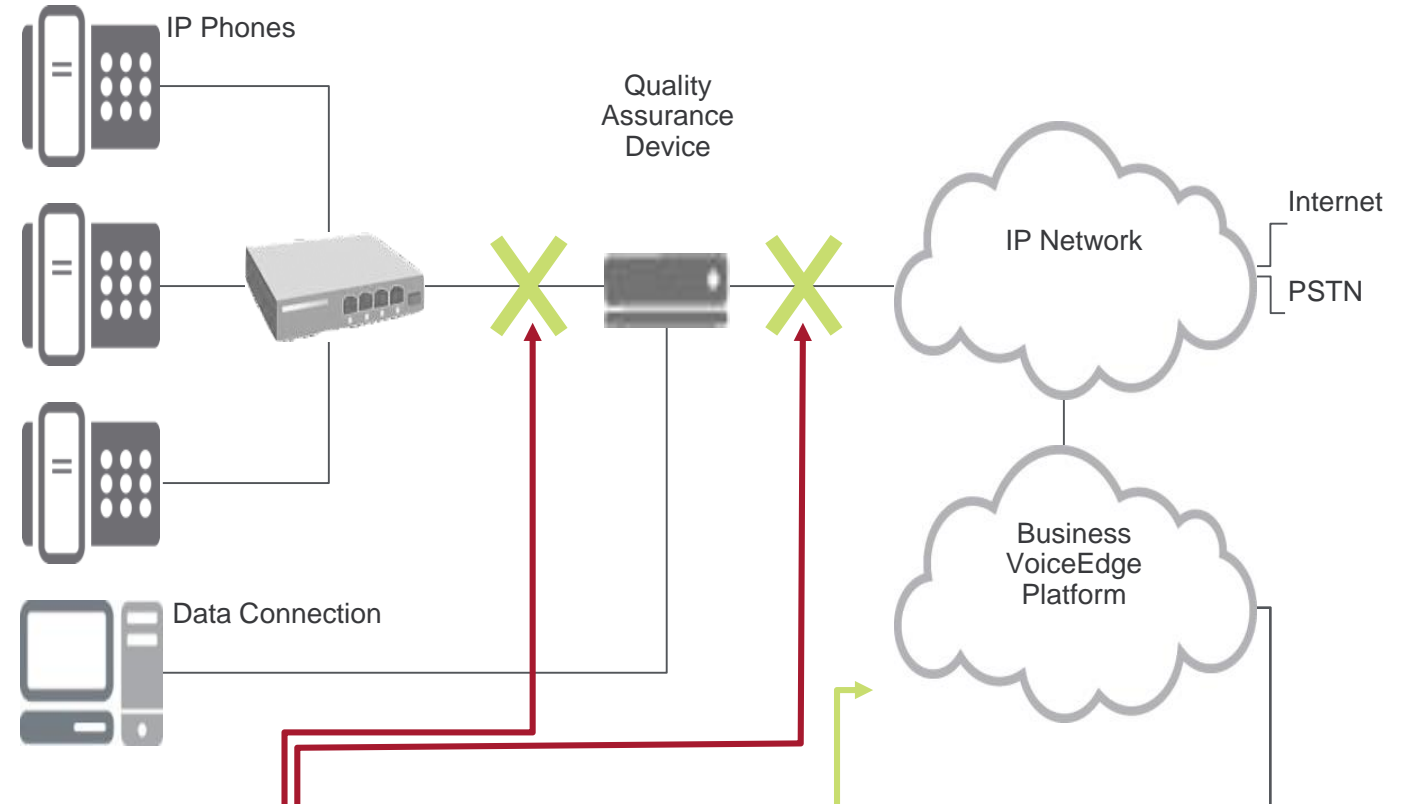 IP Phones
Quality
Assurance
Device
Internet
IP Network
PSTN
Business
VoiceEdge
Platform
Data Connection